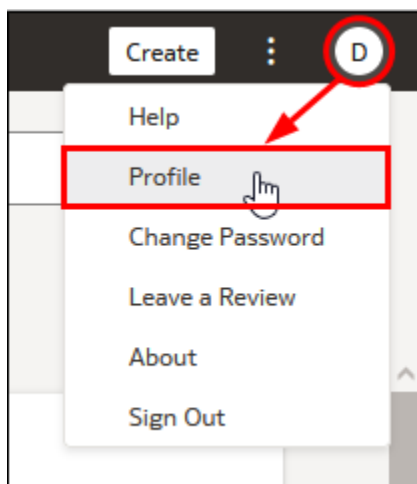 Create
D
Help
Profile
Change Password
Leave a Review
About
Sign Out